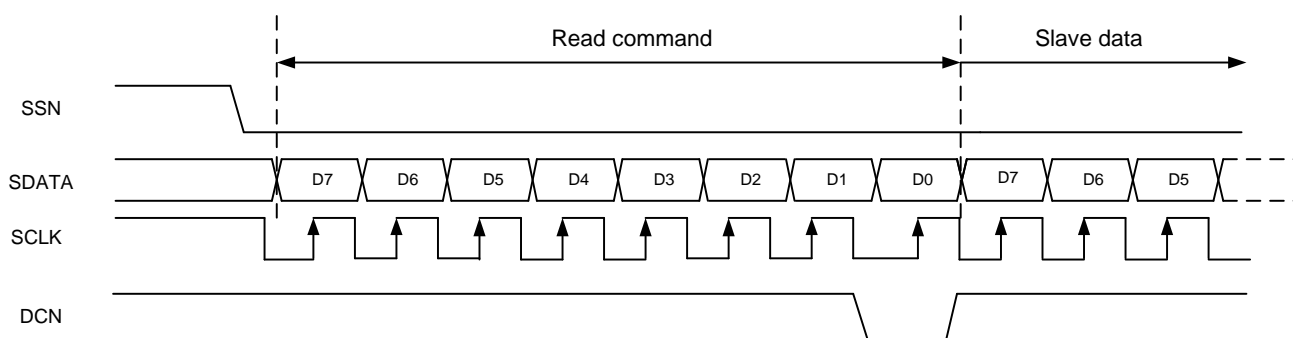 Read command Slave data
SSN
SDATA D7 D6 D5 D4 D3 D2 D1 D0 D7 D6 D5
SCLK
DCN